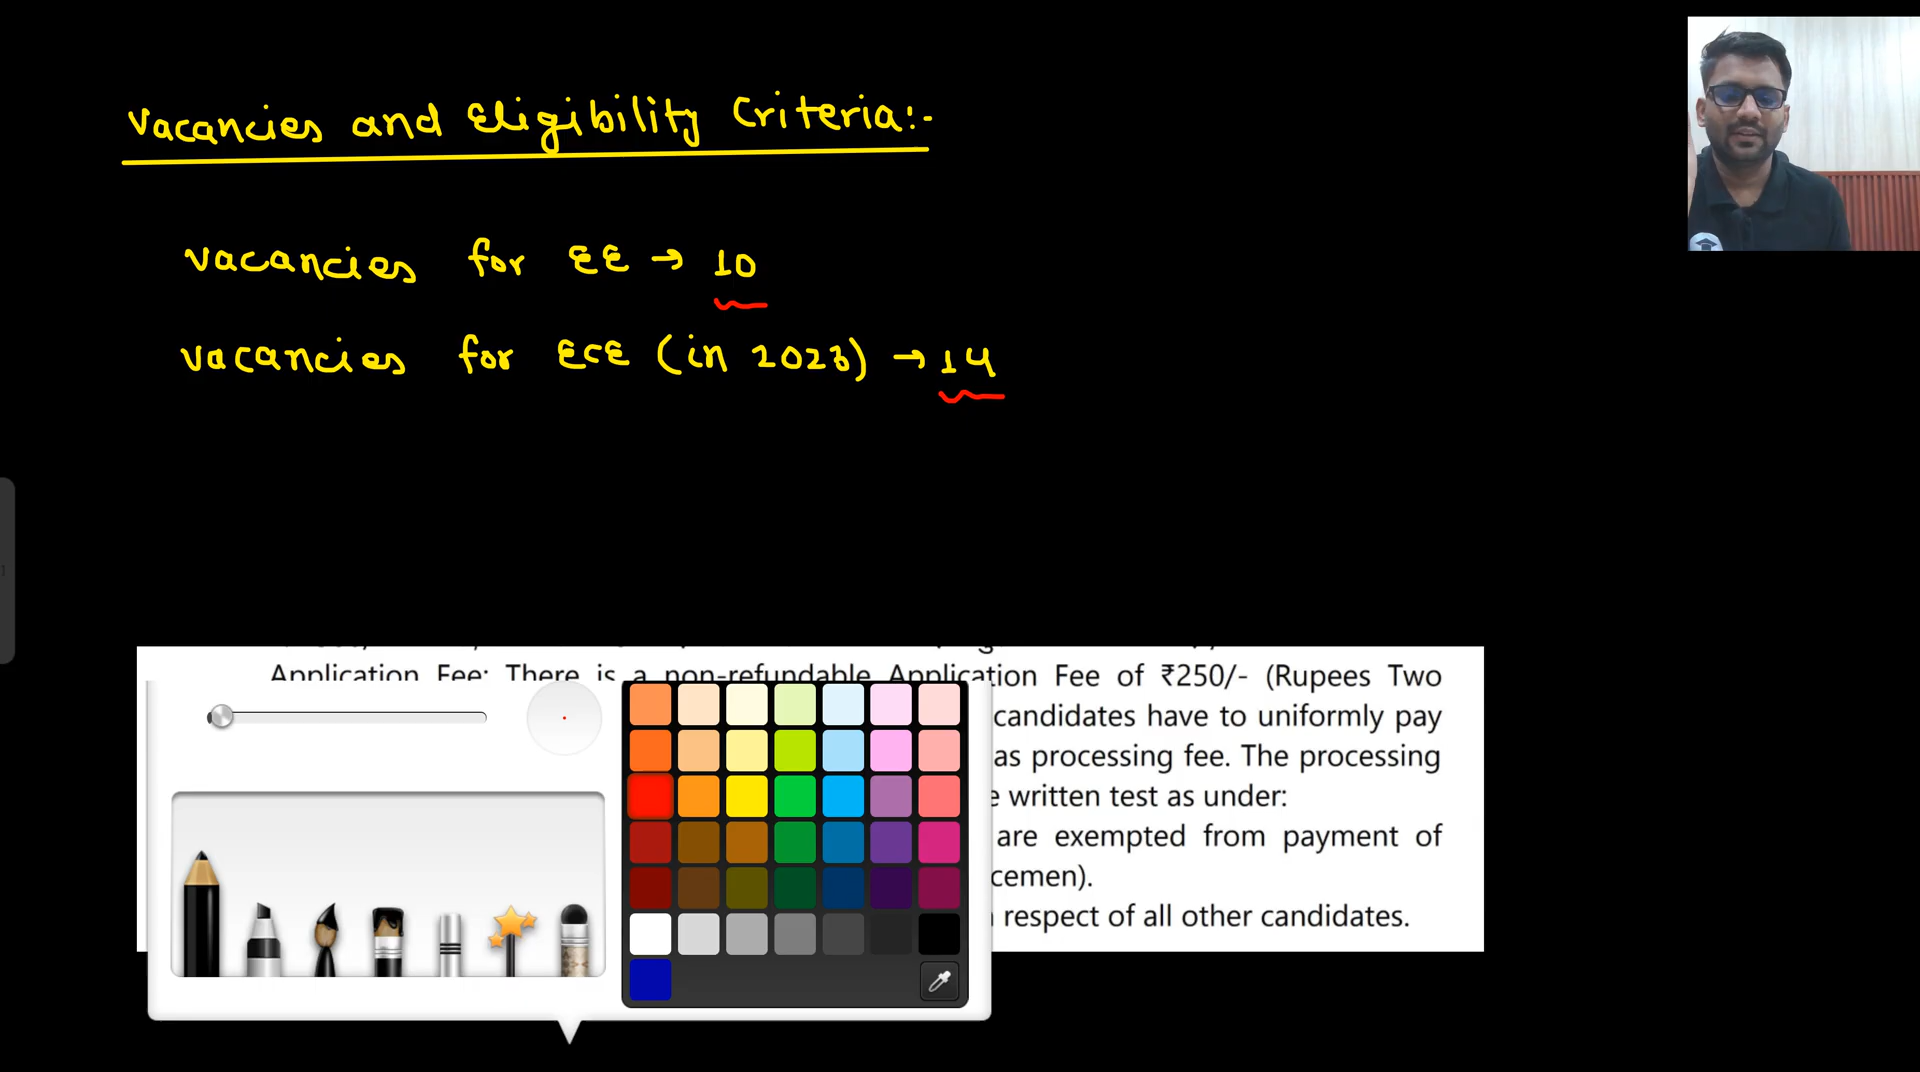 Vacancies and Eligibility Criteria:-
vacancies for EE → 10
vacancies for ECE (in 2023) → 14
Application Fee: There is a non-refundable Application Fee of ₹250/- (Rupees Two
candidates have to uniformly pay
as processing fee. The processing
written test as under:
are exempted from payment of
cemen).
respect of all other candidates.